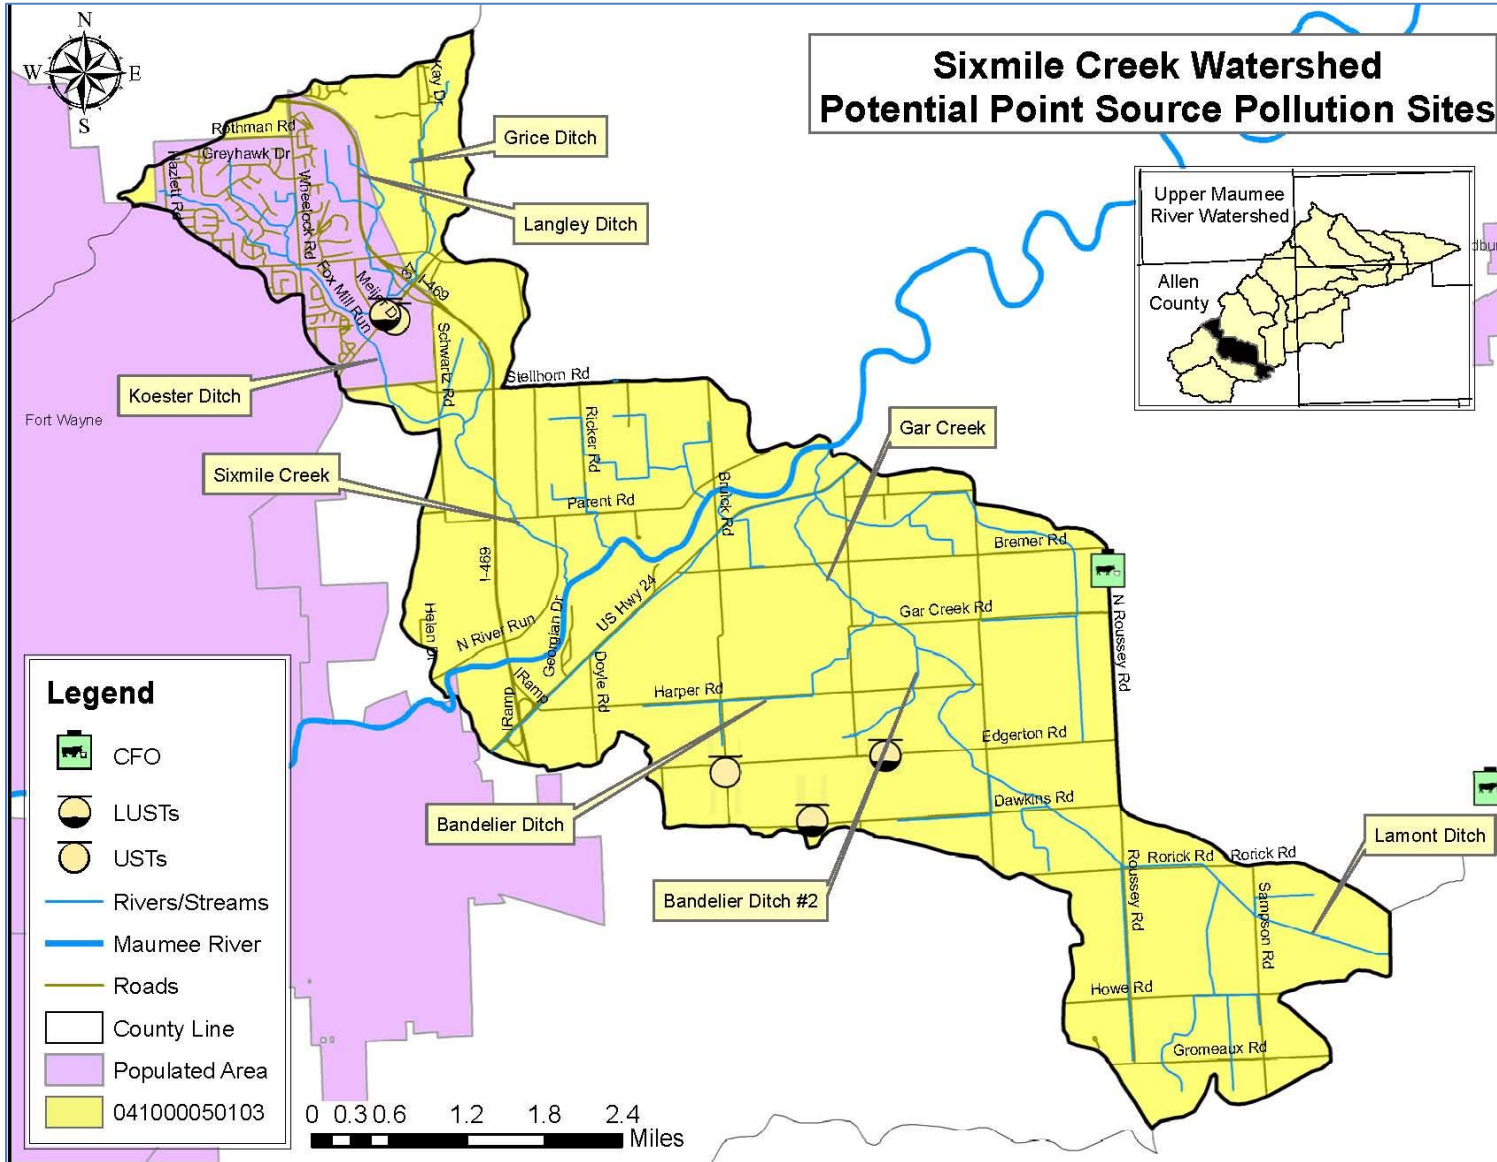 N
W E
S
Sixmile Creek Watershed
Potential Point Source Pollution Sites
Upper Maumee
River Watershed
Allen
County
Kay Dr
Grice Ditch
Rothman Rd
Greyhawk Dr
Hazlett Rd
Wheelock Rd
Langley Ditch
Fox Mill Run
Meijer Dr
37
I-469
Koester Ditch
Schwartz Rd
Stellhorn Rd
Fort Wayne
Gar Creek
Ricker Rd
Sixmile Creek
Parent Rd
Bruick Rd
Bremer Rd
I-469
US Hwy 24
Gar Creek Rd
Helen Dr
N River Run
Georgian Dr
N Roussey Rd
Doyle Rd
IRamp
IRamp
Harper Rd
Edgerton Rd
Dawkins Rd
Bandelier Ditch
Lamont Ditch
Rorick Rd Rorick Rd
Roussey Rd
Sampson Rd
Bandelier Ditch #2
Howe Rd
Gromeaux Rd
Legend
CFO
LUSTs
USTs
Rivers/Streams
Maumee River
Roads
County Line
Populated Area
041000050103
0 0.3 0.6 1.2 1.8 2.4
Miles